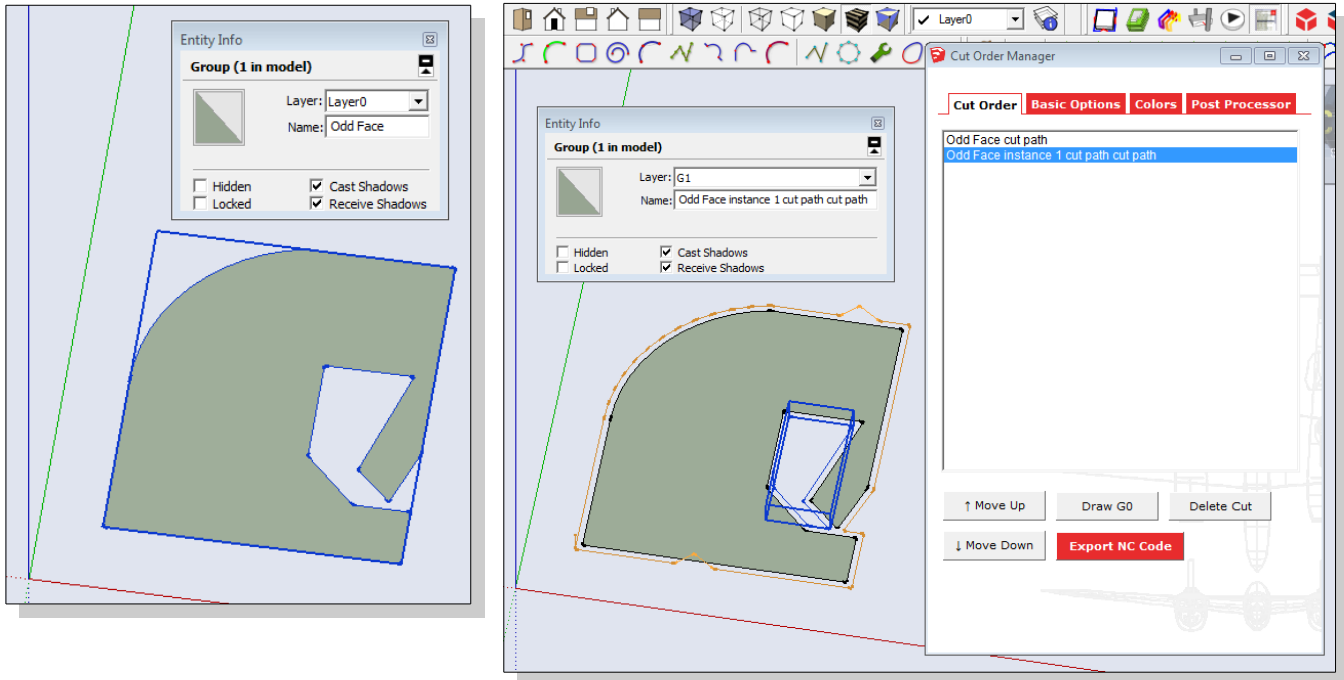 Entity Info
Group (1 in model)
Layer: Layer0
Name: Odd Face
Hidden
Cast Shadows
Locked
Receive Shadows
Layer0
Entity Info
Group (1 in model)
Layer: G1
Name: Odd Face instance 1 cut path cut path
Hidden
Cast Shadows
Locked
Receive Shadows
Cut Order Manager
Cut Order Basic Options Colors Post Processor
Odd Face cut path
Odd Face instance 1 cut path cut path
↑ Move Up Draw G0 Delete Cut
↓ Move Down Export NC Code